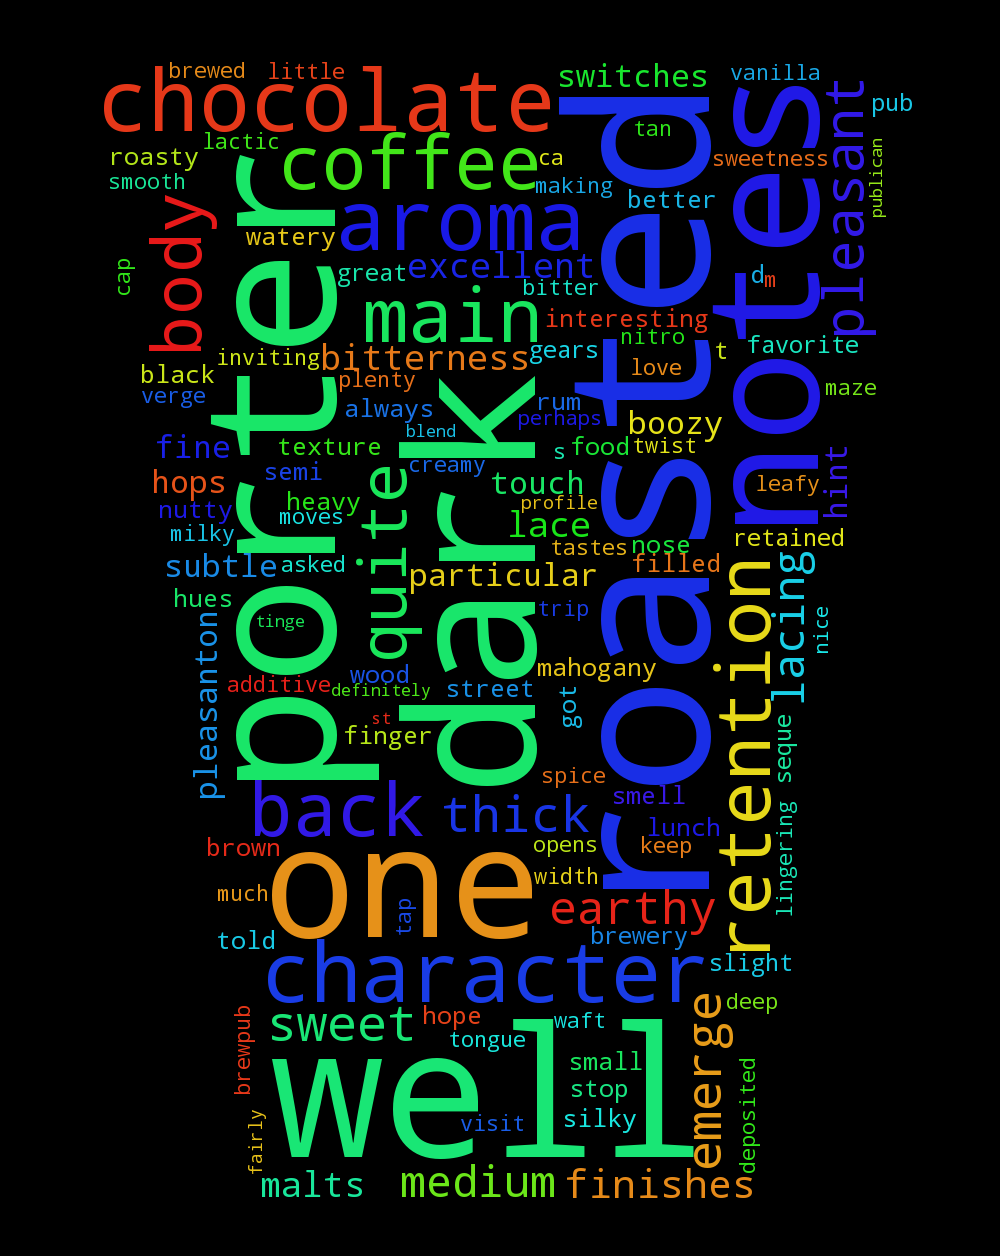 brewed
little
chocolate
switches
vanilla
pub
tan
pleasant
publican
lactic
coffee
ca
roasty
smooth
sweetness
making
better
body
porter
watery
aroma
roasted
notes
cap
great
excellent
bitter
d
m
main
interesting
nitro
t
favorite
inviting
bitterness
gears
love
black
plenty
verge
maze
always
rum
perhaps
boozy
dark
blend
fine
texture
s
food
twist
hint
semi
creamy
hops
quite
touch
leafy
nutty
moves
heavy
profile
lace
milky
retained
tastes
nose
subtle
asked
particular
filled
lacing
hues
trip
nice
tinge
pleasanton
retention
wood
mahogany
additive
definitely
street
got
st
finger
seque
spice
smell
back
thick
lunch
lingering
brown
one
opens
keep
width
much
tap
earthy
told
brewery
character
slight
brewpub
sweet
hope
waft
deep
tongue
emerge
well
small
stop
silky
visit
deposited
fairly
malts
medium
finishes